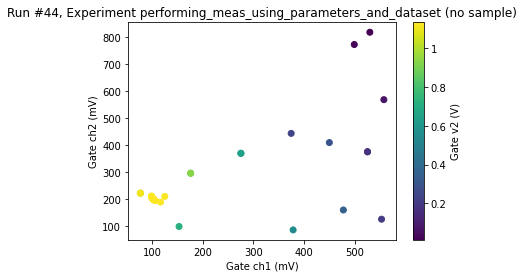 Run #44, Experiment performing_meas_using_parameters_and_dataset (no sample)
800
700
600
500
400
300
200
100
Gate ch2 (mV)
100 200 300 400 500
Gate ch1 (mV)
1
0.8
0.6
0.4
0.2
Gate v2 (V)